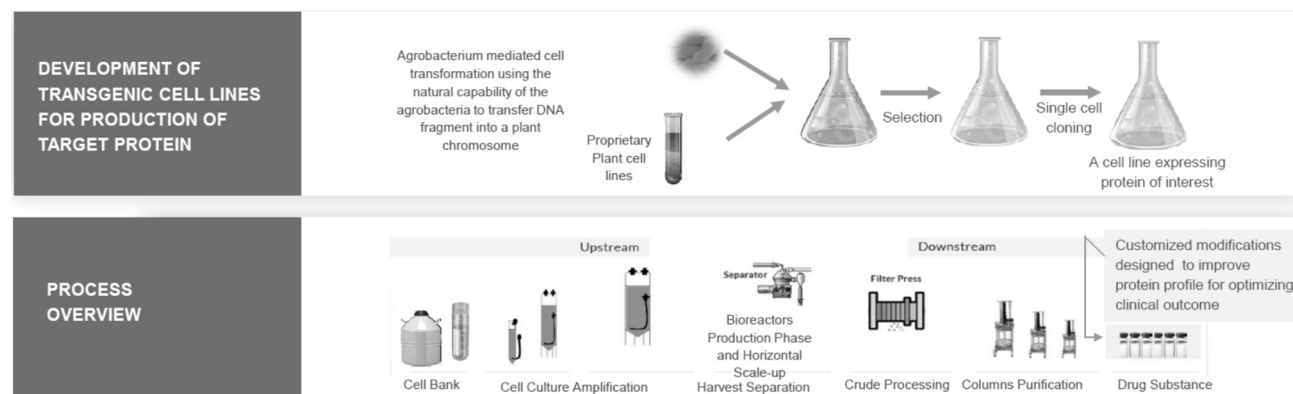 DEVELOPMENT OF
TRANSGENIC CELL LINES
FOR PRODUCTION OF
TARGET PROTEIN
Agrobacterium mediated cell
transformation using the
natural capability of the
agrobacteria to transfer DNA
fragment into a plant
chromosome
Proprietary
Plant cell
lines
Selection
Single cell
cloning
A cell line expressing
protein of interest
PROCESS
OVERVIEW
Upstream
Downstream
Customized modifications
designed to improve
protein profile for optimizing
clinical outcome
Separator
Filter Press
Bioreactors
Production Phase
and Horizontal
Scale-up
Cell Bank
Cell Culture Amplification
Harvest Separation
Crude Processing
Columns Purification
Drug Substance